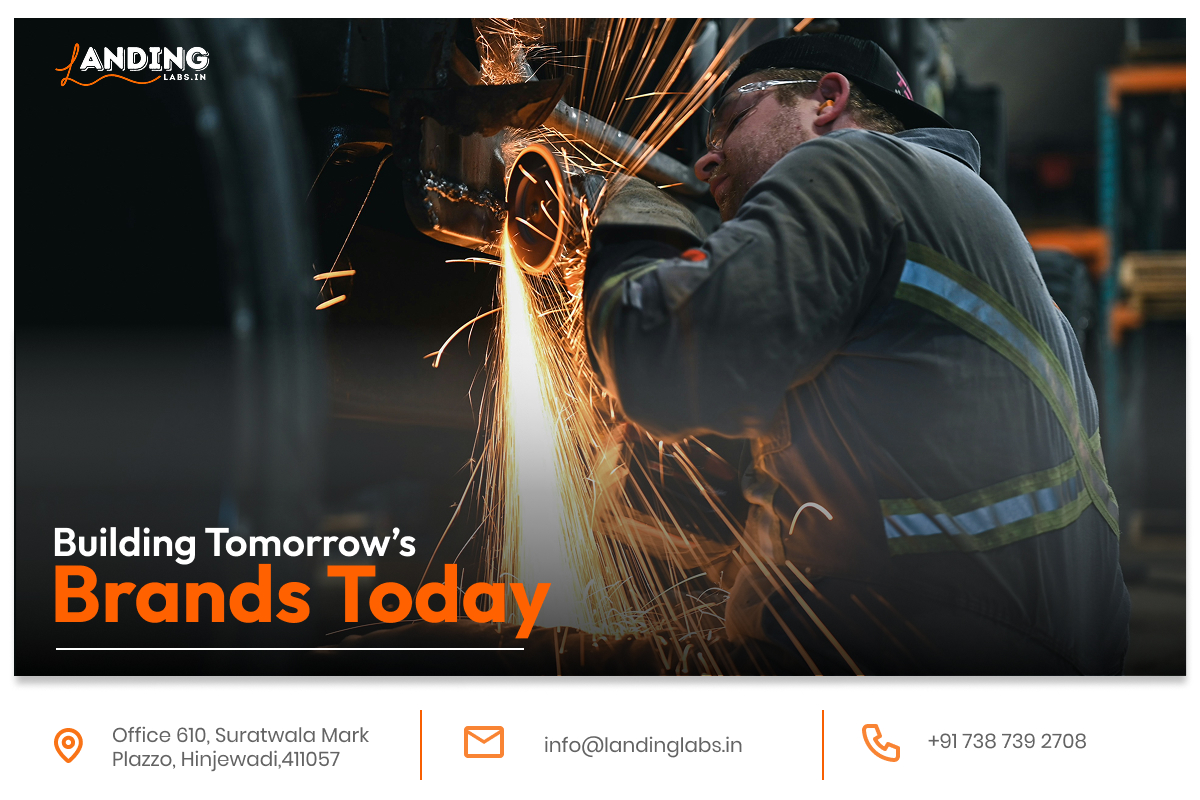 LANDING
LABS.IN
Building Tomorrow’s
Brands Today
Office 610, Suratwala Mark
Plazzo, Hinjewadi,411057
info@landinglabs.in
+91 738 739 2708